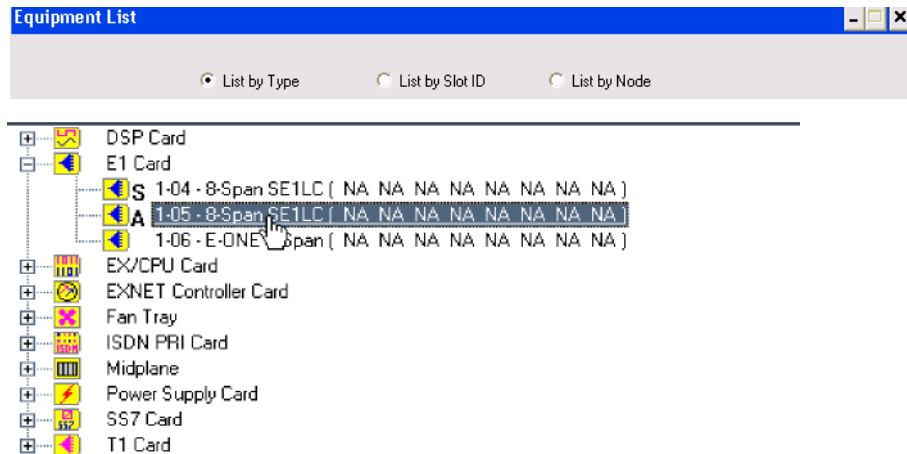 Equipment List
List by Type List by Slot ID List by Node
DSP Card
E1 Card
S 1-04 - 8-Span SE1LC ( NA NA NA NA NA NA NA NA )
A 1-05 - 8-Span SE1LC ( NA NA NA NA NA NA NA NA )
1-06 - E-ONE Span ( NA NA NA NA NA NA NA NA )
EX/CPU Card
EXNET Controller Card
Fan Tray
ISDN PRI Card
Midplane
Power Supply Card
SS7 Card
T1 Card